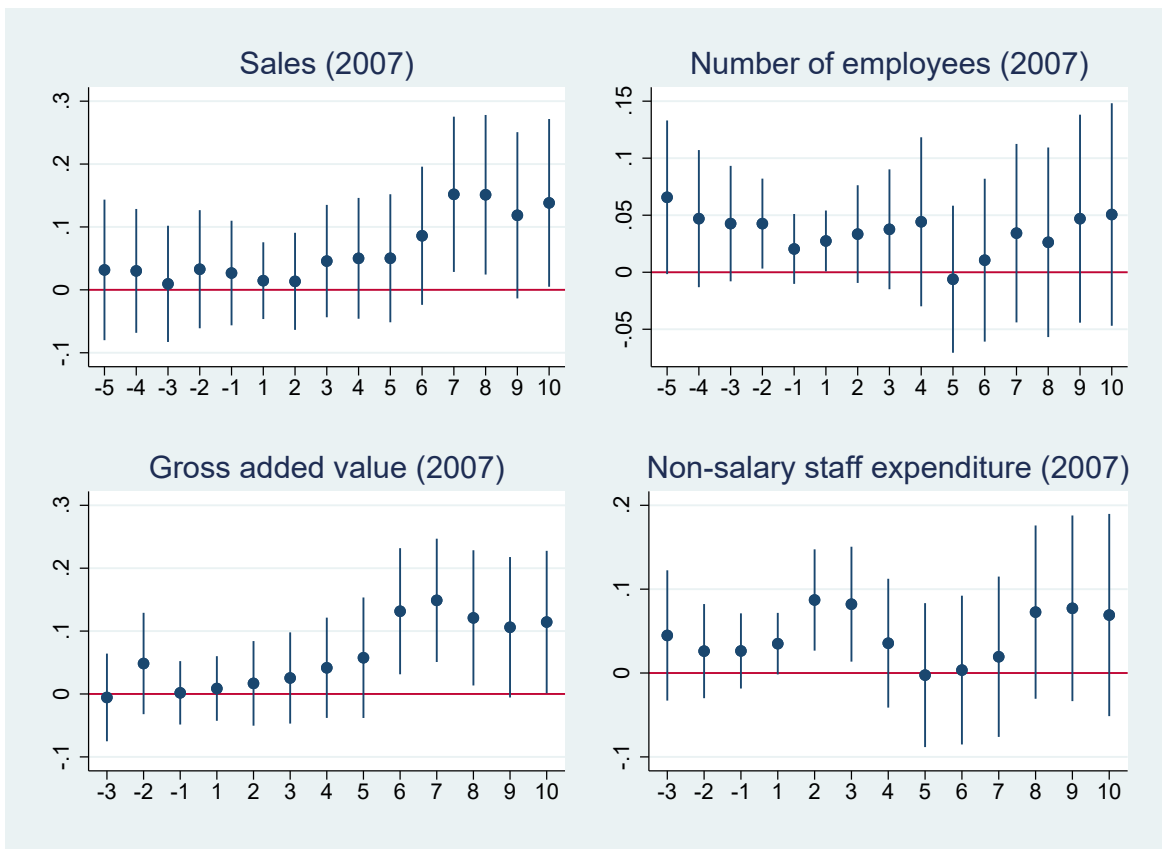 Sales (2007)
.3
.2
.1
0
-.1
-5 -4 -3 -2 -1 1 2 3 4 5 6 7 8 9 10
Number of employees (2007)
.15
.1
.05
0
-.05
-5 -4 -3 -2 -1 1 2 3 4 5 6 7 8 9 10
Gross added value (2007)
.3
.2
.1
0
-.1
-3 -2 -1 1 2 3 4 5 6 7 8 9 10
Non-salary staff expenditure (2007)
.2
.1
0
-.1
-3 -2 -1 1 2 3 4 5 6 7 8 9 10